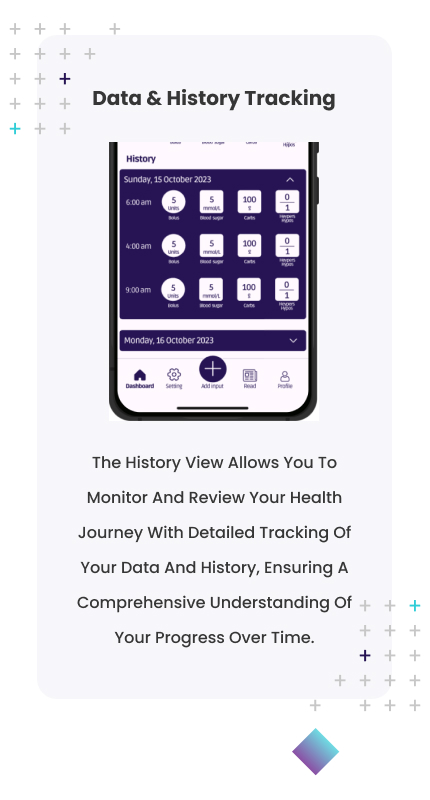 Data & History Tracking
History
Sunday, 15 October 2023
6:00 am
5 Units
5 mmol/L
100 g
0 1
Bolus
Blood sugar
Carbs
Hypos
4:00 am
5 Units
5 mmol/L
100 g
0 1
Bolus
Blood sugar
Carbs
Hypos
9:00 am
5 Units
5 mmol/L
100 g
0 1
Bolus
Blood sugar
Carbs
Hypos
Monday, 16 October 2023
Dashboard
Setting
Add input
Read
Profile
The History View Allows You To
Monitor And Review Your Health
Journey With Detailed Tracking Of
Your Data And History, Ensuring A
Comprehensive Understanding Of
Your Progress Over Time.